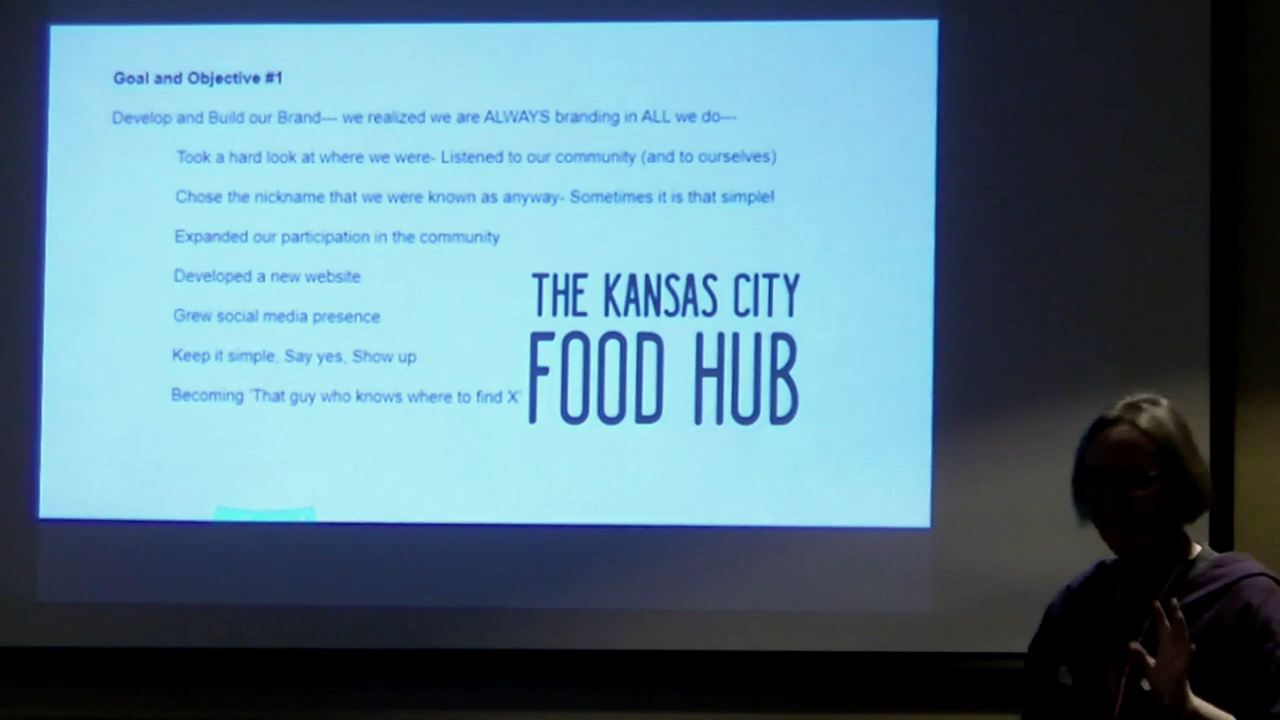 Goal and Objective #1
Develop and Build our Brand--- we realized we are ALWAYS branding in ALL we do---
Took a hard look at where we were- Listened to our community (and to ourselves)
Chose the nickname that we were known as anyway- Sometimes it is that simple!
Expanded our participation in the community
Developed a new website
Grew social media presence
Keep it simple, Say yes, Show up
Becoming 'That guy who knows where to find X'
THE KANSAS CITY
FOOD HUB